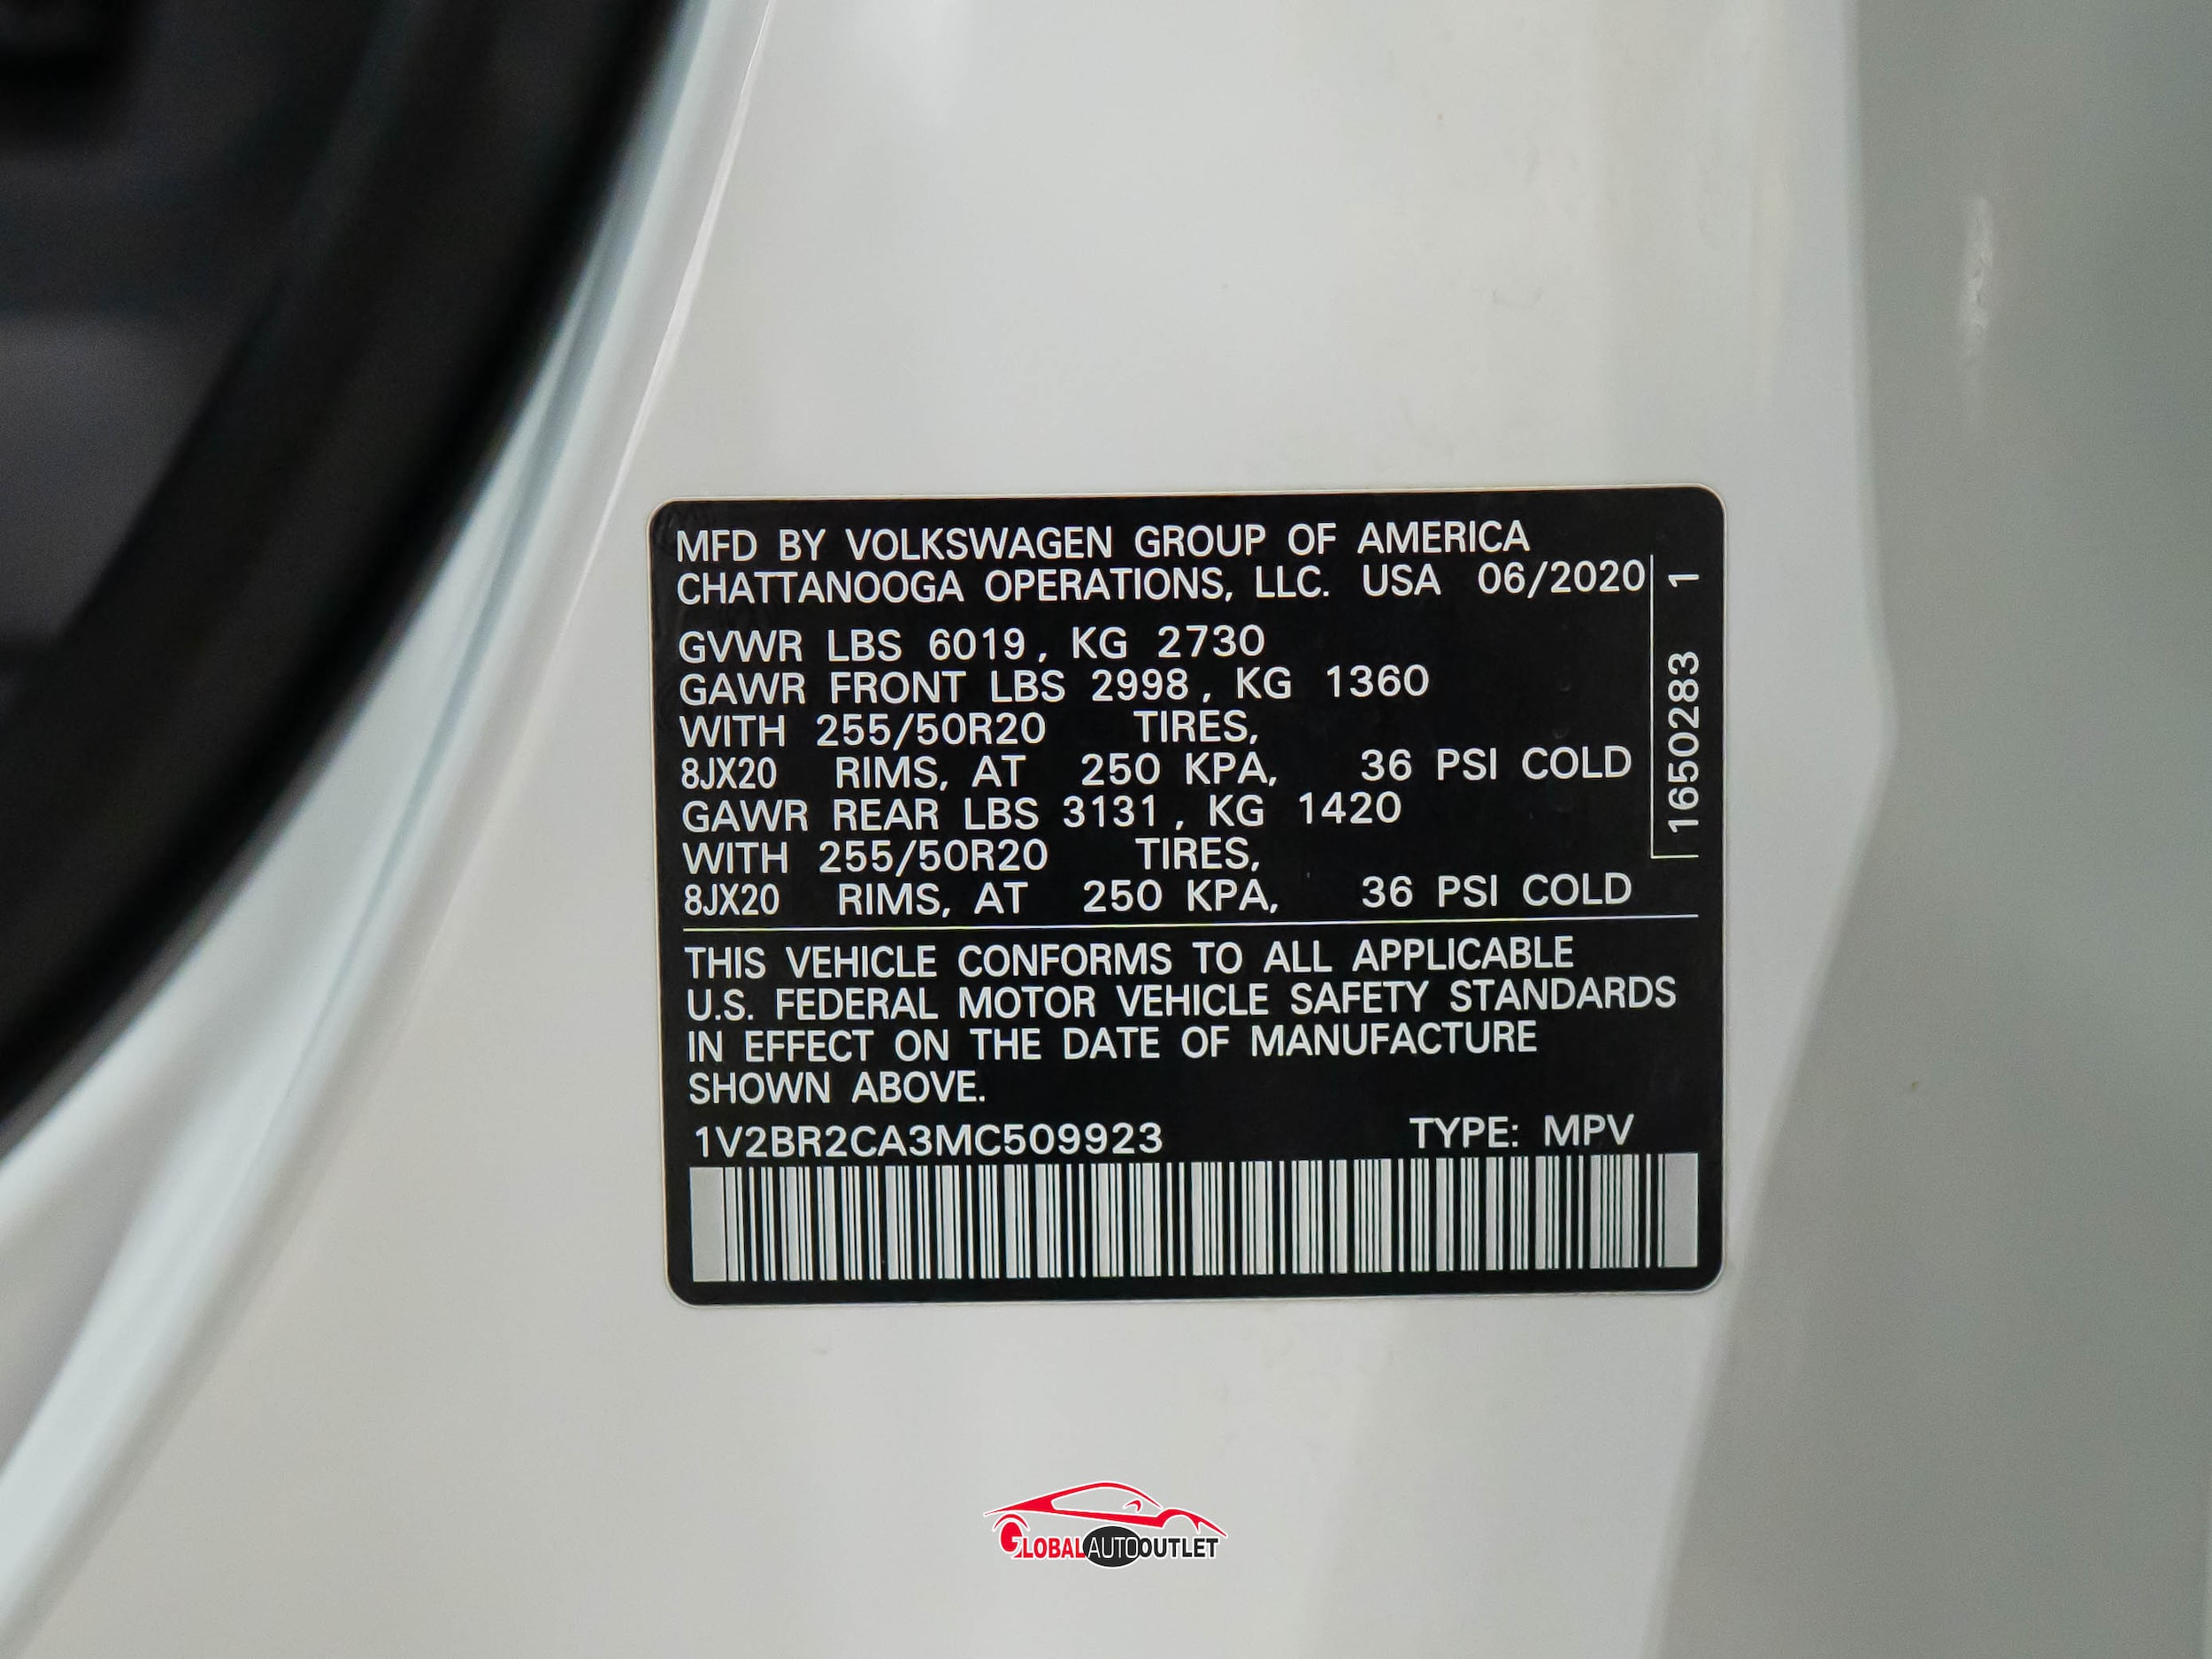 MFD BY VOLKSWAGEN GROUP OF AMERICA
CHATTANOOGA OPERATIONS, LLC. USA 06/2020
GVWR LBS 6019, KG 2730
GAWR FRONT LBS 2998, KG 1360
WITH 255/50R20 TIRES,
8JX20 RIMS, AT 250 KPA, 36 PSI COLD
GAWR REAR LBS 3131, KG 1420
WITH 255/50R20 TIRES,
8JX20 RIMS, AT 250 KPA, 36 PSI COLD
1650283 1
THIS VEHICLE CONFORMS TO ALL APPLICABLE
U.S. FEDERAL MOTOR VEHICLE SAFETY STANDARDS
IN EFFECT ON THE DATE OF MANUFACTURE
SHOWN ABOVE.
1V2BR2CA3MC509923 TYPE: MPV
GLOBALAUTOOUTLET